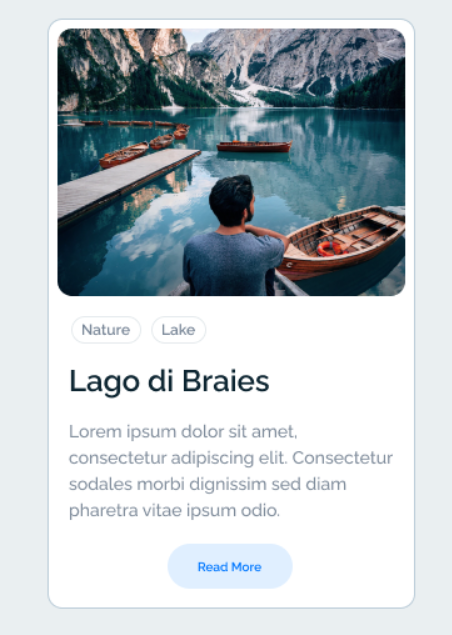 Nature Lake
Lago di Braies
Lorem ipsum dolor sit amet,
consectetur adipiscing elit. Consectetur
sodales morbi dignissim sed diam
pharetra vitae ipsum odio.
Read More